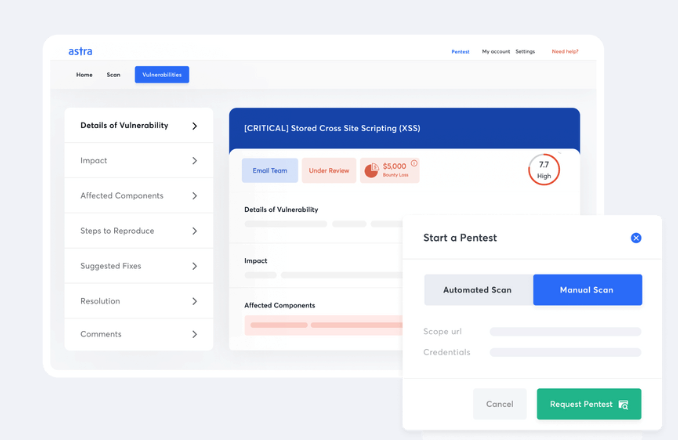 astra
Pentest My account Settings Need help?
Home Scan Vulnerabilities
Details of Vulnerability
Impact
Affected Components
Steps to Reproduce
Suggested Fixes
Resolution
Comments
[CRITICAL] Stored Cross Site Scripting (XSS)
Email Team
Under Review
$5,000
Bounty Loss
7.7
High
Details of Vulnerability
Impact
Affected Components
Start a Pentest
Automated Scan Manual Scan
Scope url
Credentials
Cancel Request Pentest